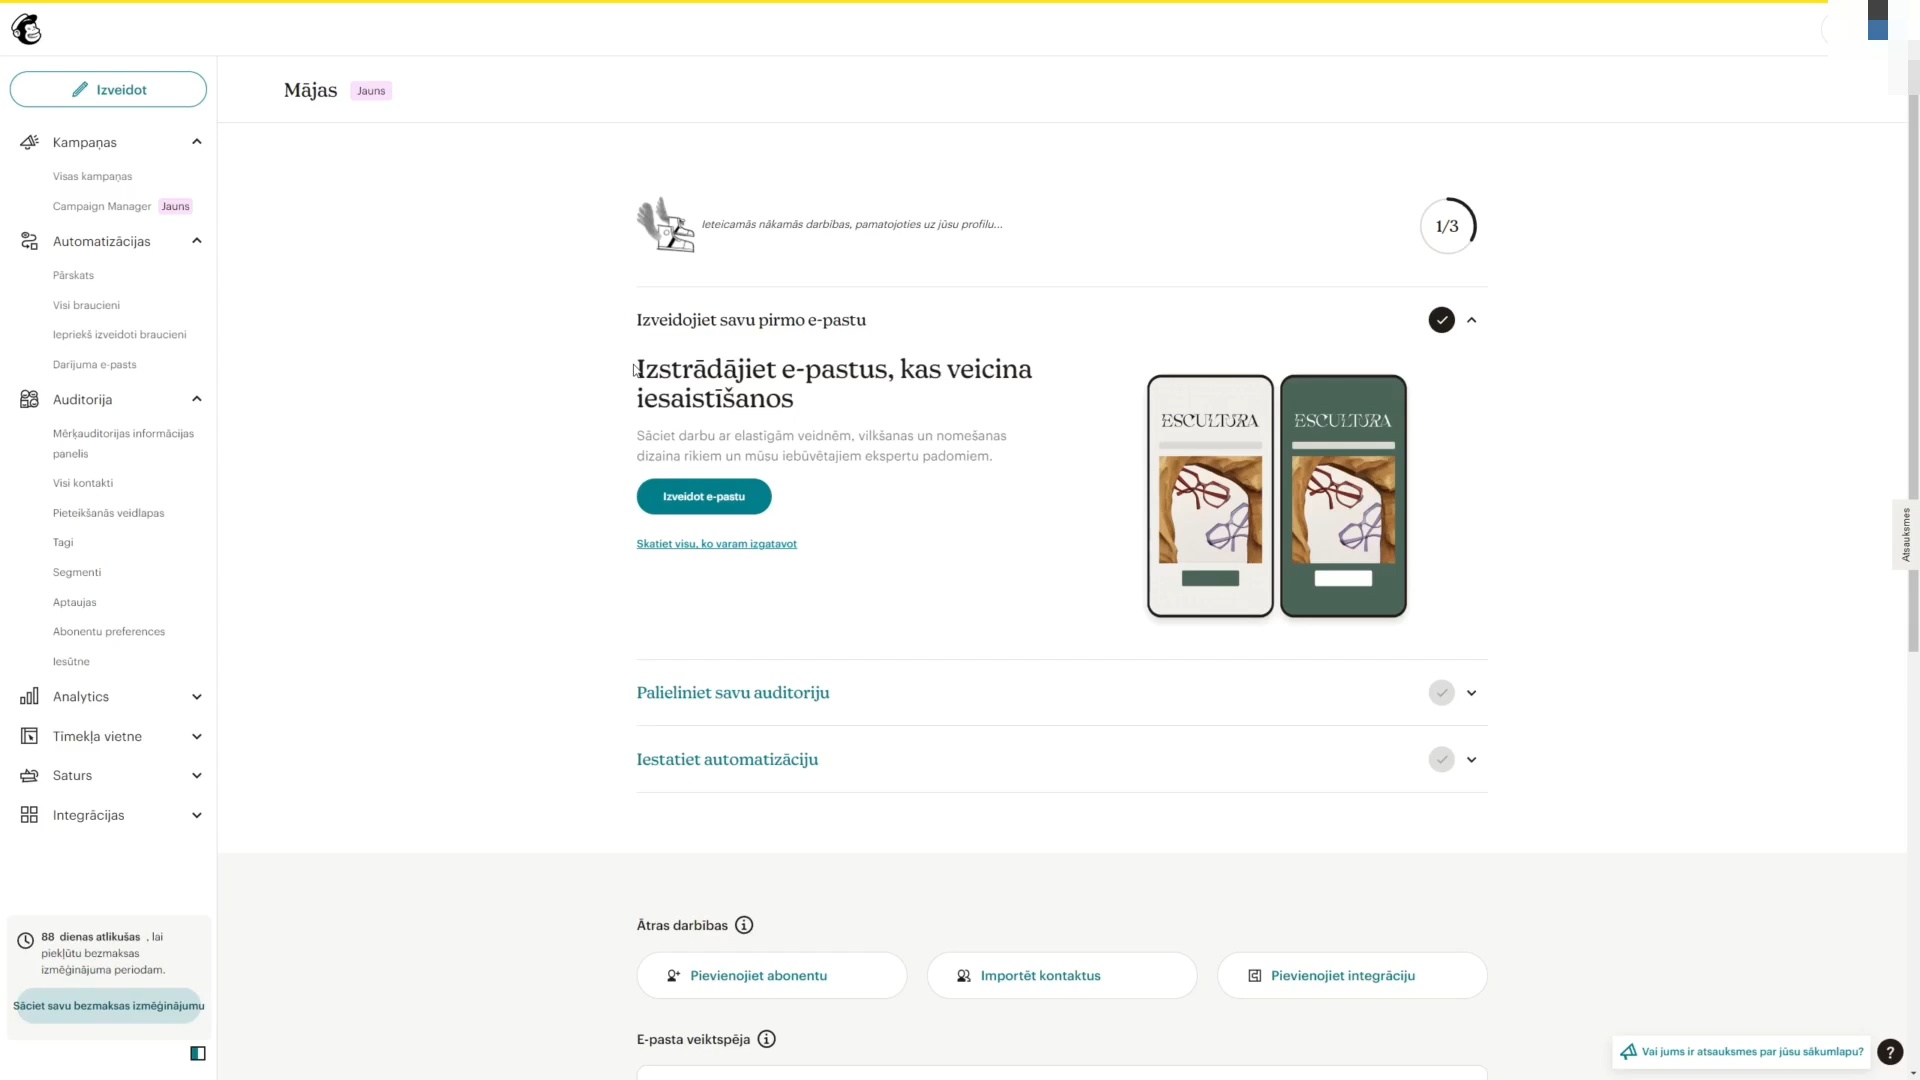 Izveidot
Kampaņas
Visas kampaņas
Campaign Manager Jauns
Automatizācijas
Pārskats
Visi braucieni
Iepriekš izveidoti braucieni
Darījuma e-pasts
Auditorija
Mērķauditorijas informācijas
panelis
Visi kontakti
Pieteikšanās veidlapas
Tagi
Segmenti
Aptaujas
Abonentu preferences
Iesūtne
Analytics
Tīmekļa vietne
Saturs
Integrācijas
88 dienas atlikušas , lai
piekļūtu bezmaksas
izmēģinājuma periodam.
Sāciet savu bezmaksas izmēģinājumu
Mājas Jauns
Ieteicamās nākamās darbības, pamatojoties uz jūsu profilu...
1/3
Izveidojiet savu pirmo e-pastu
Izstrādājiet e-pastus, kas veicina
iesaistīšanos
Sāciet darbu ar elastīgām veidnēm, vilkšanas un nomešanas
dizaina rīkiem un mūsu iebūvētajiem ekspertu padomiem.
Izveidot e-pastu
Skatiet visu, ko varam izgatavot
ESCULTURA ESCULTURA
Palieliniet savu auditoriju
Iestatiet automatizāciju
Ātras darbības
Pievienojiet abonentu
Importēt kontaktus
Pievienojiet integrāciju
E-pasta veiktspēja
Atsauksmes
Vai jums ir atsauksmes par jūsu sākumlapu?
?